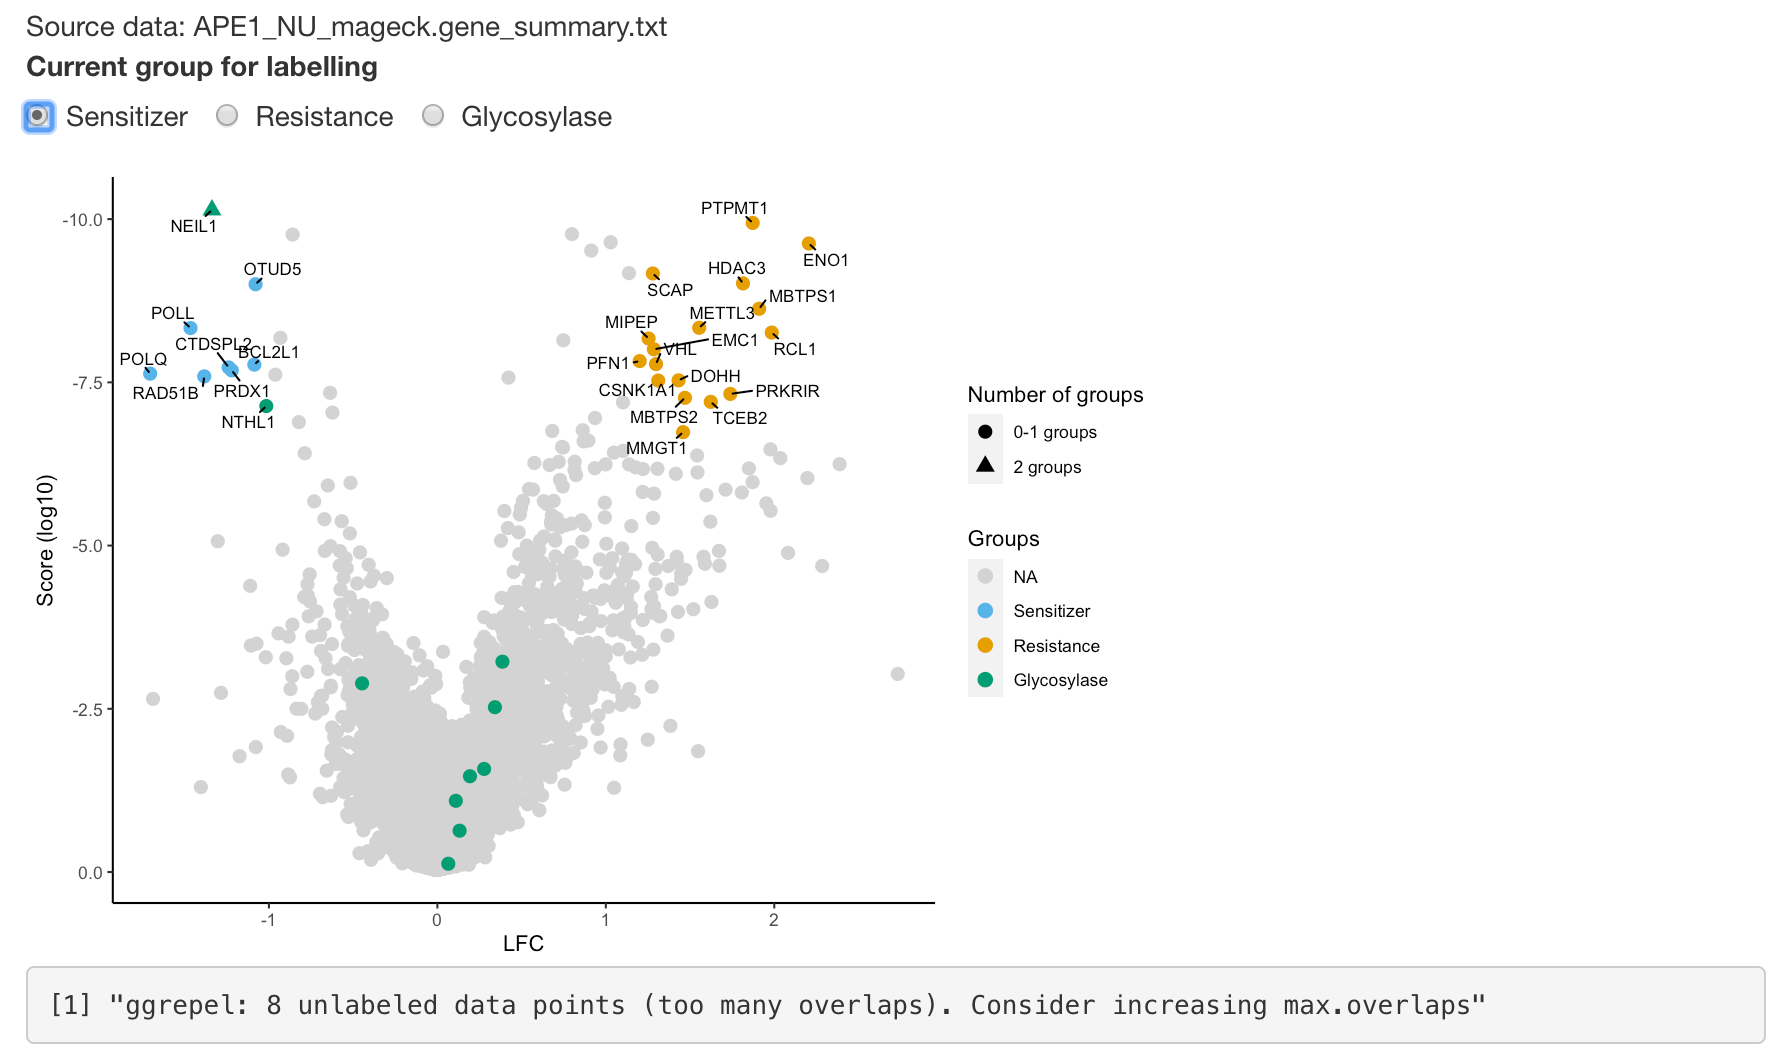 Source data: APE1_NU_mageck.gene_summary.txt
Current group for labelling
Sensitizer Resistance Glycosylase
-10.0
-7.5
-5.0
-2.5
0.0
Score (log10)
NEIL1
OTUD5
POLL
CTDSPL2
BCL2L1
POLQ
RAD51B
PRDX1
NTHL1
PTPMT1
ENO1
HDAC3
SCAP
MBTPS1
METTL3
MIPEP
EMC1
RCL1
VHL
PFN1
DOHH
CSNK1A1
PRKRIR
MBTPS2
TCEB2
MMGT1
-1
0
1
2
LFC
Number of groups
0-1 groups
2 groups
Groups
NA
Sensitizer
Resistance
Glycosylase
[1] "ggrepel: 8 unlabeled data points (too many overlaps). Consider increasing max.overlaps"